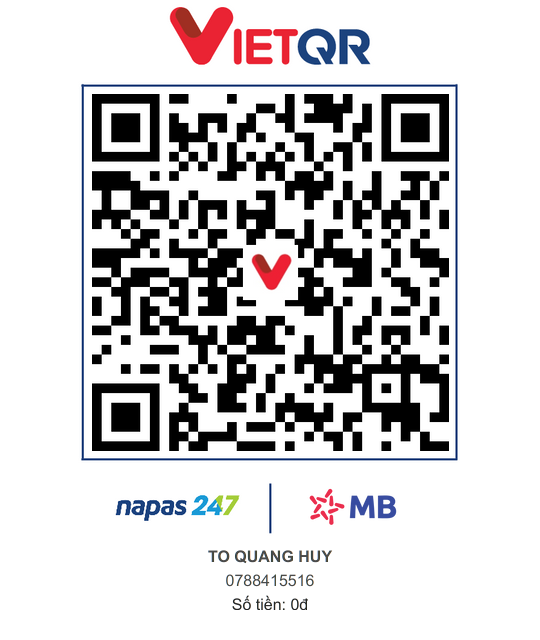 VIETQR
napas 247
MB
TO QUANG HUY
0788415516
Số tiền: 0đ